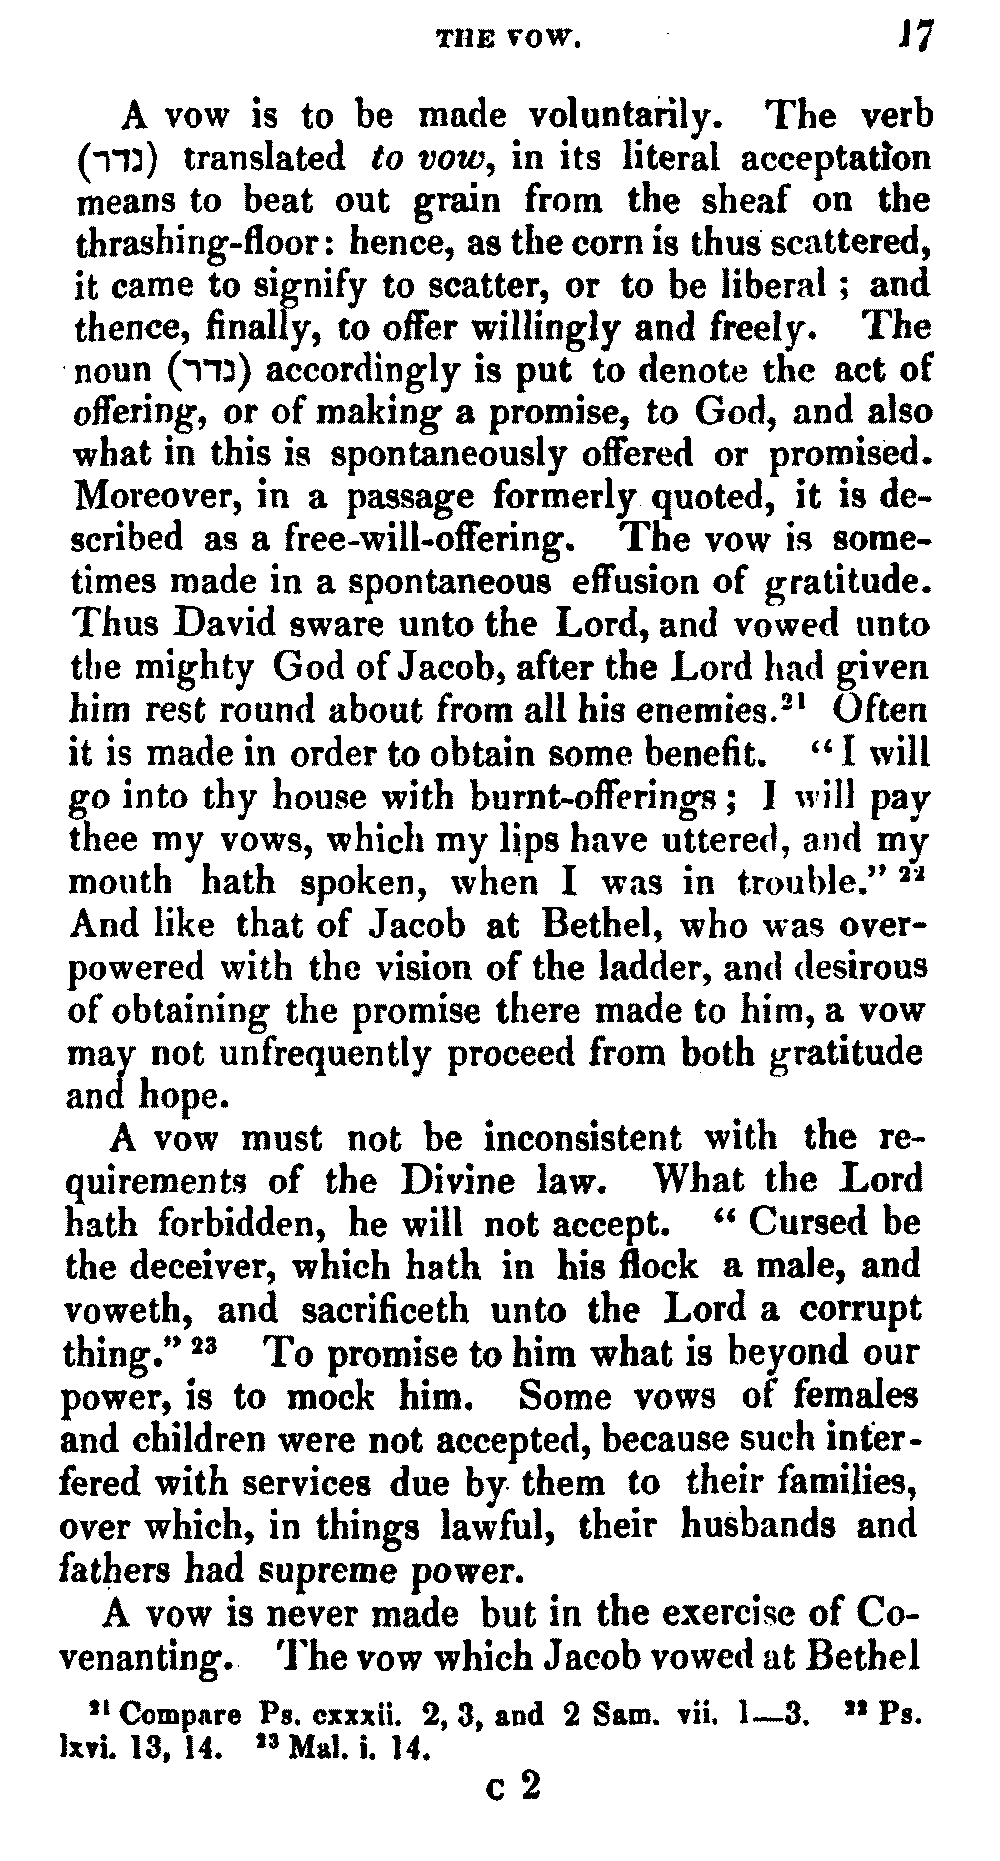 THE VOW. 17
A vow is to be made voluntarily. The verb
(נדר) translated to vow, in its literal acceptation
means to beat out grain from the sheaf on the
thrashing-floor: hence, as the corn is thus scattered,
it came to signify to scatter, or to be liberal ; and
thence, finally, to offer willingly and freely. The
noun (נדר) accordingly is put to denote the act of
offering, or of making a promise, to God, and also
what in this is spontaneously offered or promised.
Moreover, in a passage formerly quoted, it is de-
scribed as a free-will-offering. The vow is some-
times made in a spontaneous effusion of gratitude.
Thus David sware unto the Lord, and vowed unto
the mighty God of Jacob, after the Lord had given
him rest round about from all his enemies.²¹ Often
it is made in order to obtain some benefit. “ I will
go into thy house with burnt-offerings ; I will pay
thee my vows, which my lips have uttered, and my
mouth hath spoken, when I was in trouble.” ²²
And like that of Jacob at Bethel, who was over-
powered with the vision of the ladder, and desirous
of obtaining the promise there made to him, a vow
may not unfrequently proceed from both gratitude
and hope.
A vow must not be inconsistent with the re-
quirements of the Divine law. What the Lord
hath forbidden, he will not accept. “ Cursed be
the deceiver, which hath in his flock a male, and
voweth, and sacrificeth unto the Lord a corrupt
thing.” ²³ To promise to him what is beyond our
power, is to mock him. Some vows of females
and children were not accepted, because such inter-
fered with services due by them to their families,
over which, in things lawful, their husbands and
fathers had supreme power.
A vow is never made but in the exercise of Co-
venanting. The vow which Jacob vowed at Bethel
²¹ Compare Ps. cxxxii. 2, 3, and 2 Sam. vii. 1—3. ²² Ps.
lxvi. 13, 14. ²³ Mal. i. 14.
C 2